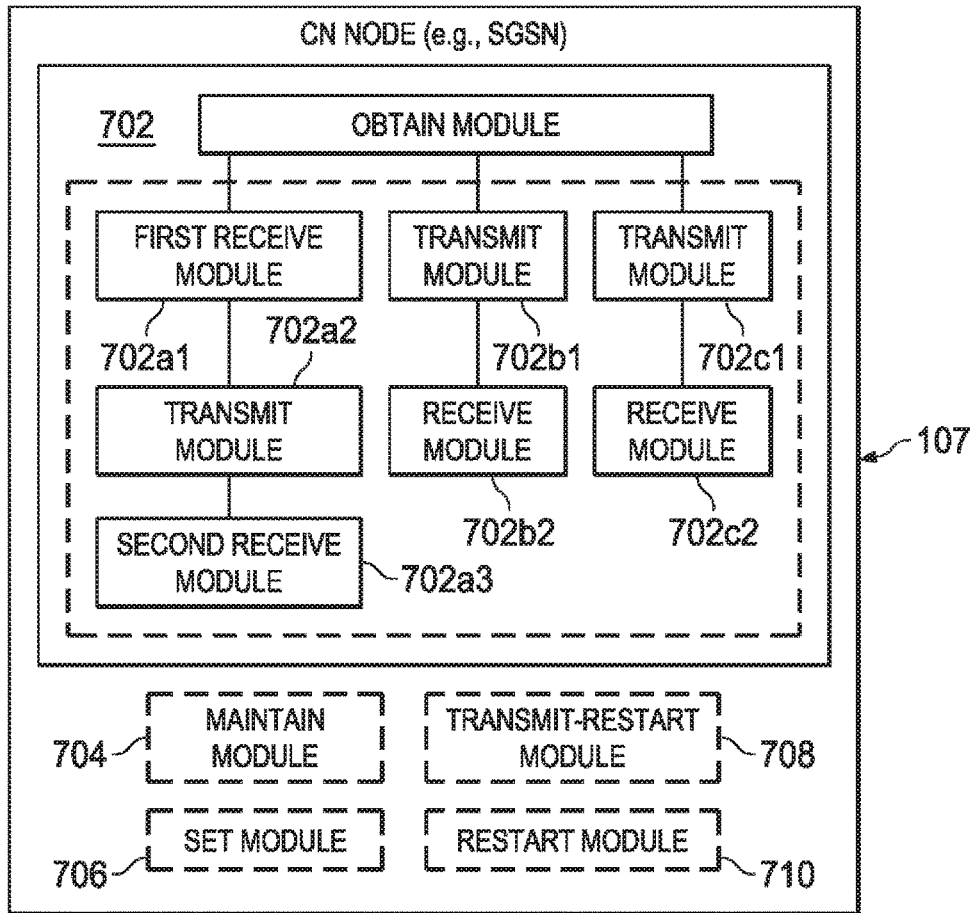 CN NODE (e.g., SGSN)
702
OBTAIN MODULE
FIRST RECEIVE
MODULE
TRANSMIT
MODULE
TRANSMIT
MODULE
702a1
702a2
702b1
702c1
TRANSMIT
MODULE
RECEIVE
MODULE
RECEIVE
MODULE
107
702b2
702c2
SECOND RECEIVE
MODULE
702a3
MAINTAIN
MODULE
704
TRANSMIT-RESTART
MODULE
708
SET MODULE
706
RESTART MODULE
710